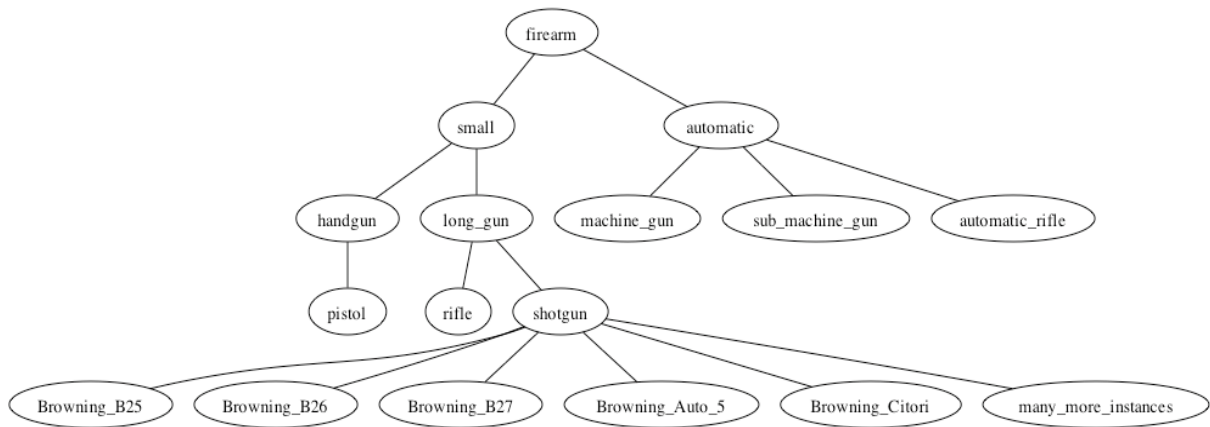 firearm
small automatic
handgun long_gun machine_gun sub_machine_gun automatic_rifle
pistol rifle shotgun
Browning_B25 Browning_B26 Browning_B27 Browning_Auto_5 Browning_Citori many_more_instances